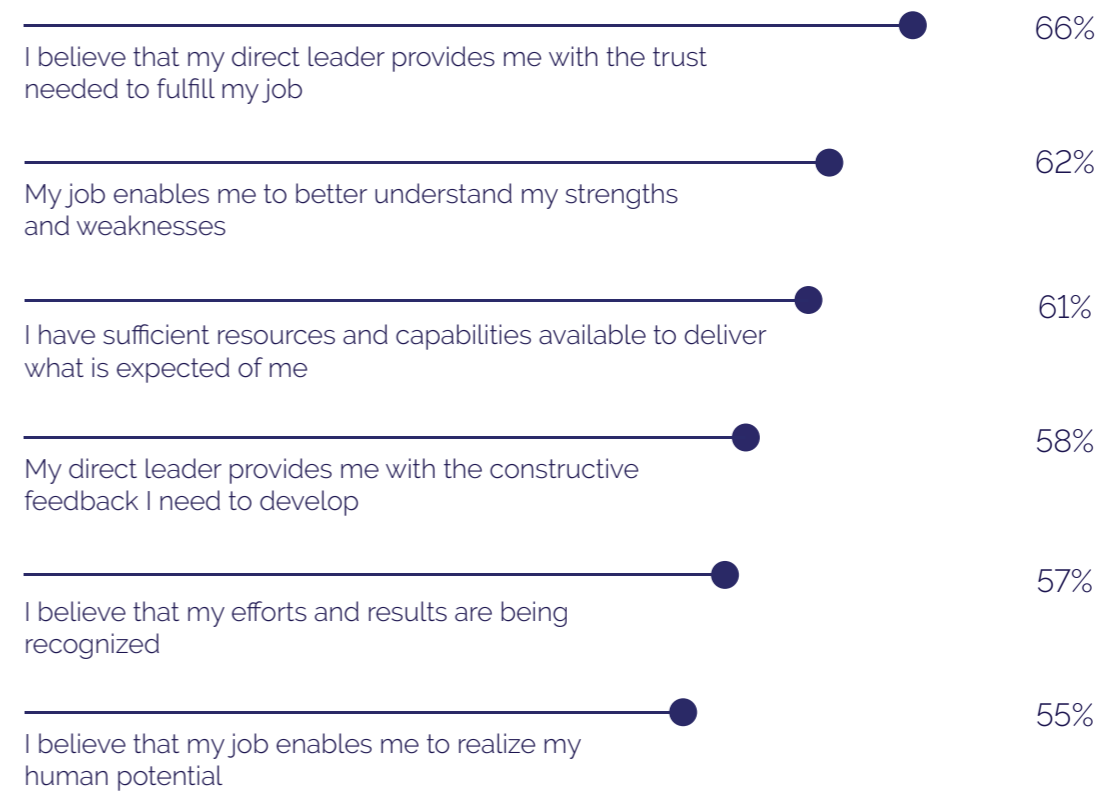 66%
I believe that my direct leader provides me with the trust
needed to fulfill my job
62%
My job enables me to better understand my strengths
and weaknesses
61%
I have sufficient resources and capabilities available to deliver
what is expected of me
58%
My direct leader provides me with the constructive
feedback I need to develop
57%
I believe that my efforts and results are being
recognized
55%
I believe that my job enables me to realize my
human potential